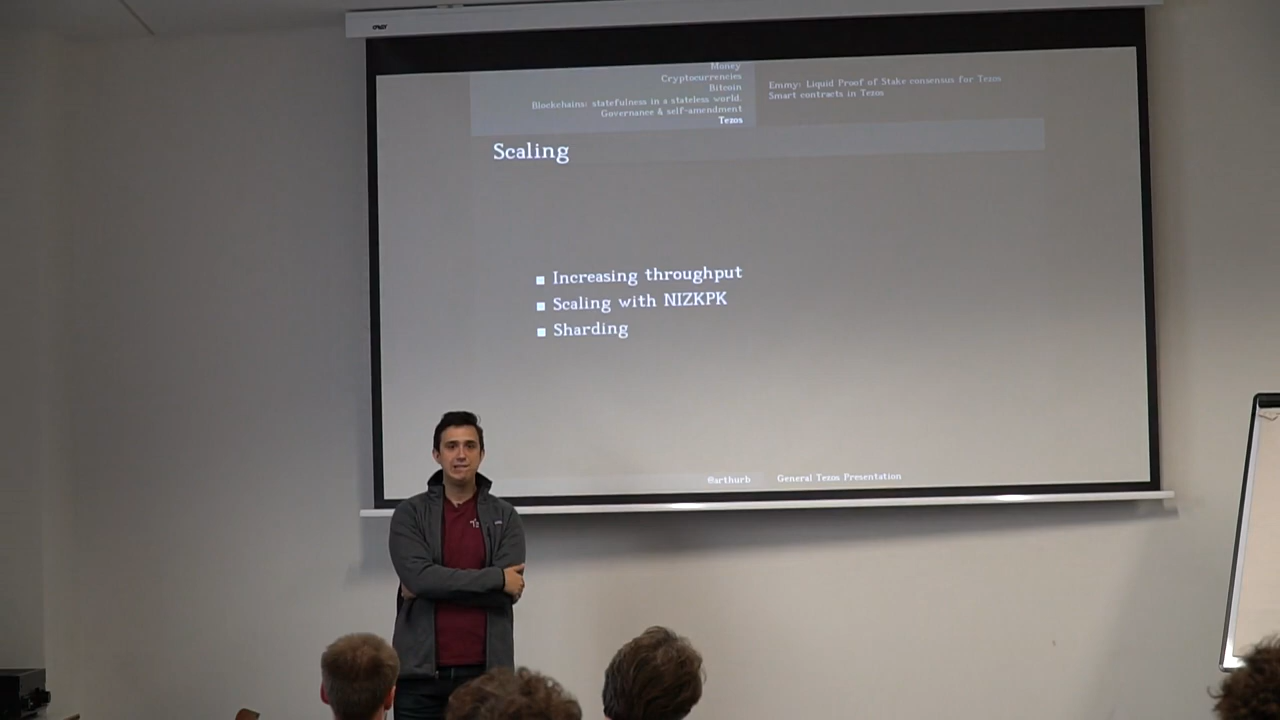 Money
Cryptocurrencies
Bitcoin
Blockchains: statefulness in a stateless world.
Governance & self-amendment
Tezos
Emmy: Liquid Proof of Stake consensus for Tezos
Smart contracts in Tezos
Scaling
Increasing throughput
Scaling with NIZKPK
Sharding
@arthurb General Tezos Presentation